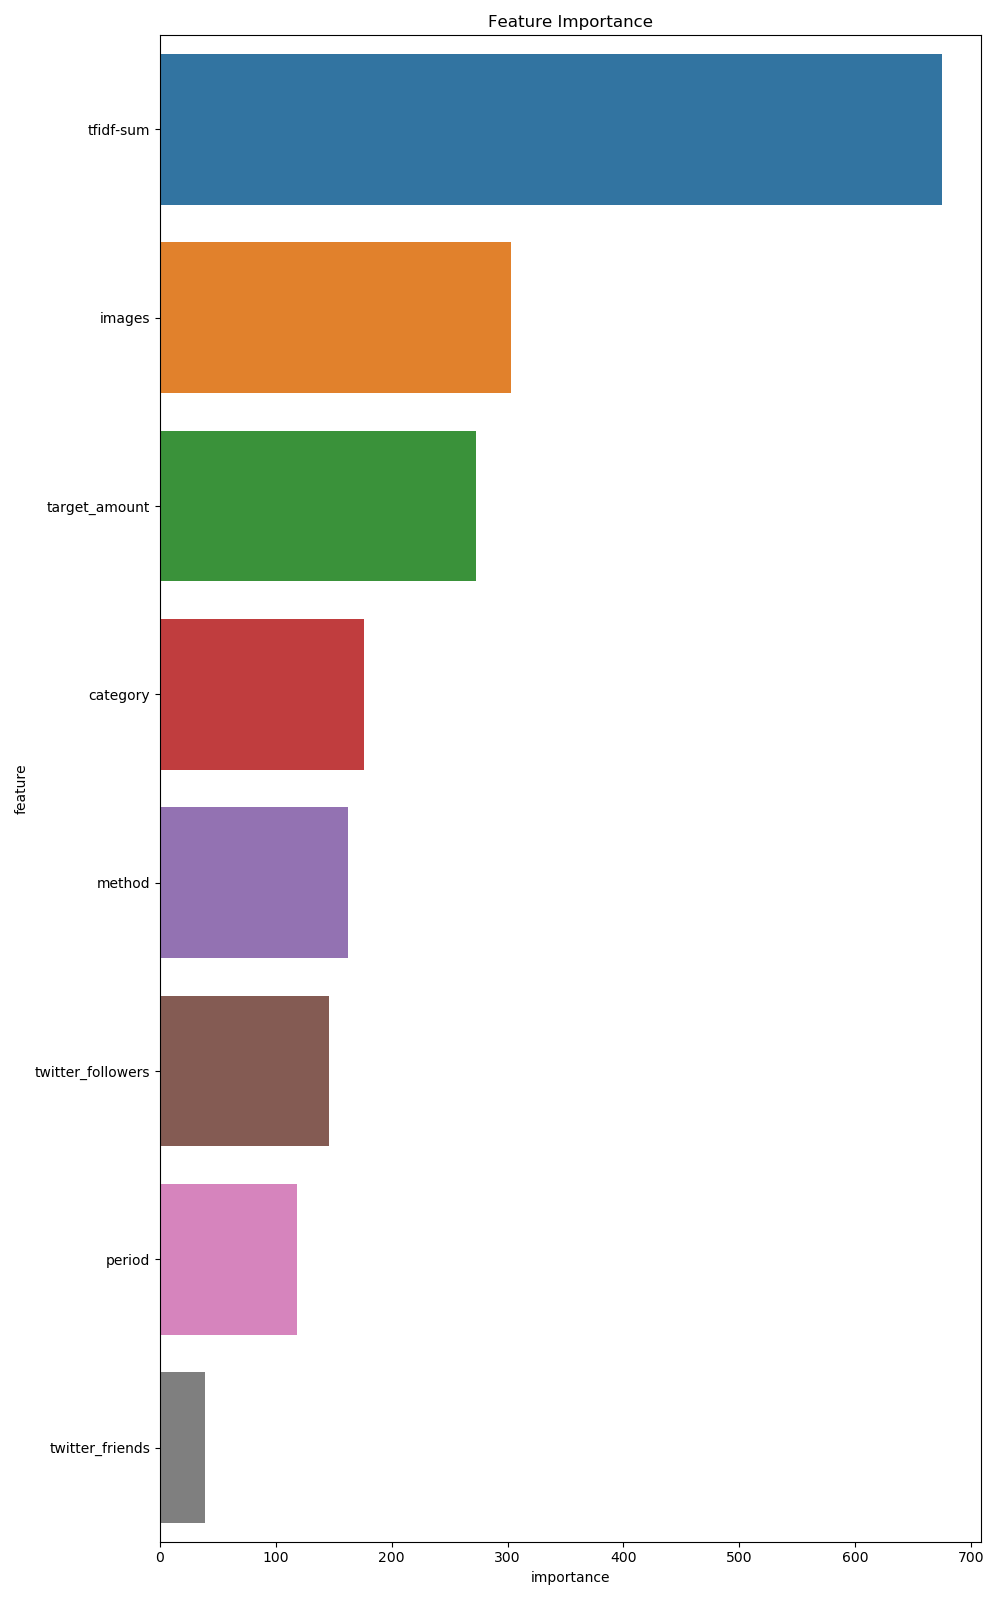 Feature Importance
tfidf-sum
images
target_amount
category
method
twitter_followers
period
twitter_friends
feature
0 100 200 300 400 500 600 700
importance